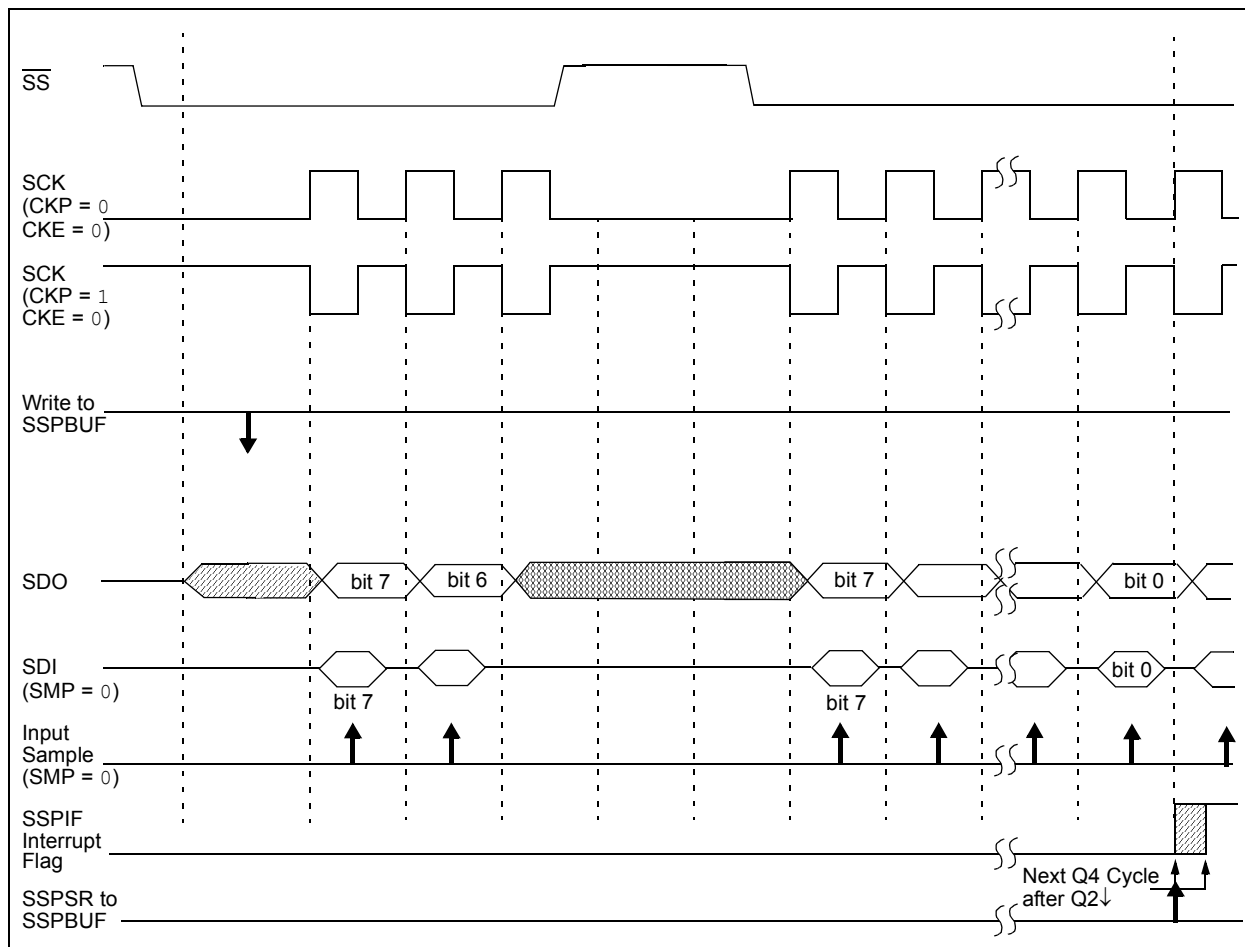 SS
SCK
(CKP = 0
CKE = 0)
SCK
(CKP = 1
CKE = 0)
Write to
SSPBUF
SDO
bit 7
bit 6
bit 7
bit 0
SDI
(SMP = 0)
bit 7
bit 7
bit 0
Input
Sample
(SMP = 0)
SSPIF
Interrupt
Flag
Next Q4 Cycle
after Q2↓
SSPSR to
SSPBUF